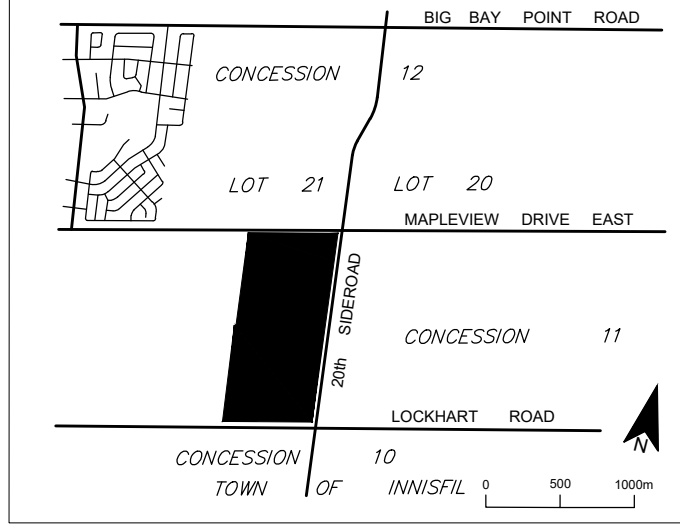 BIG BAY POINT ROAD
CONCESSION 12
LOT 21 LOT 20
MAPLEVIEW DRIVE EAST
20th SIDEROAD
CONCESSION 11
LOCKHART ROAD
N
CONCESSION 10
TOWN OF INNISFIL
0 500 1000m